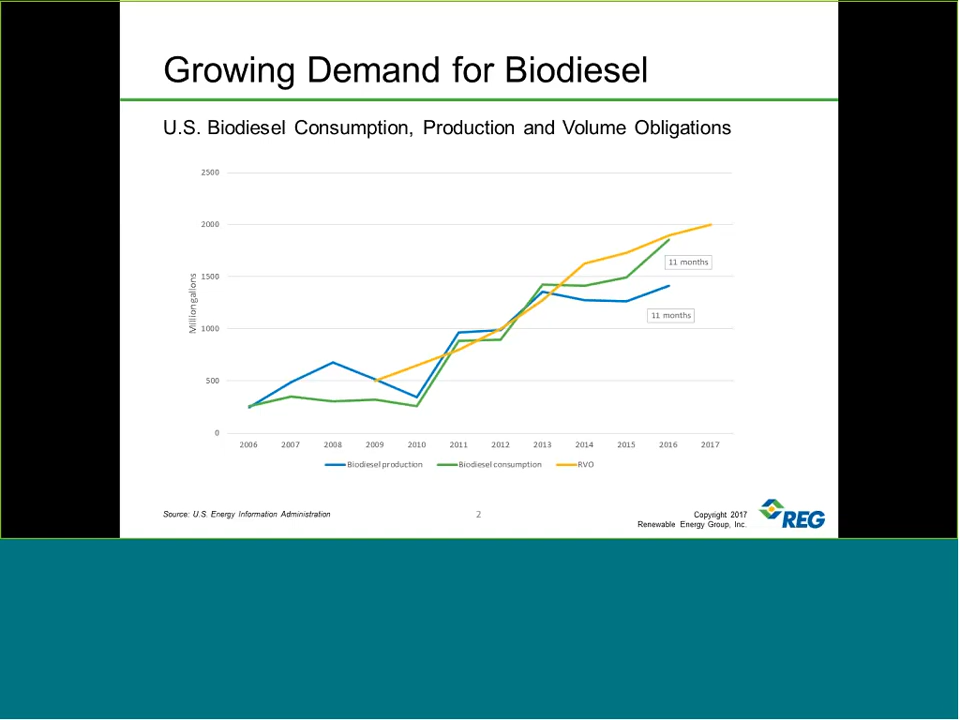 Growing Demand for Biodiesel
U.S. Biodiesel Consumption, Production and Volume Obligations
2500
2000
1500
1000
500
0
Million gallons
11 months
11 months
2006 2007 2008 2009 2010 2011 2012 2013 2014 2015 2016 2017
Biodiesel production Biodiesel consumption RVO
Source: U.S. Energy Information Administration
2
Copyright 2017
Renewable Energy Group, Inc.
REG